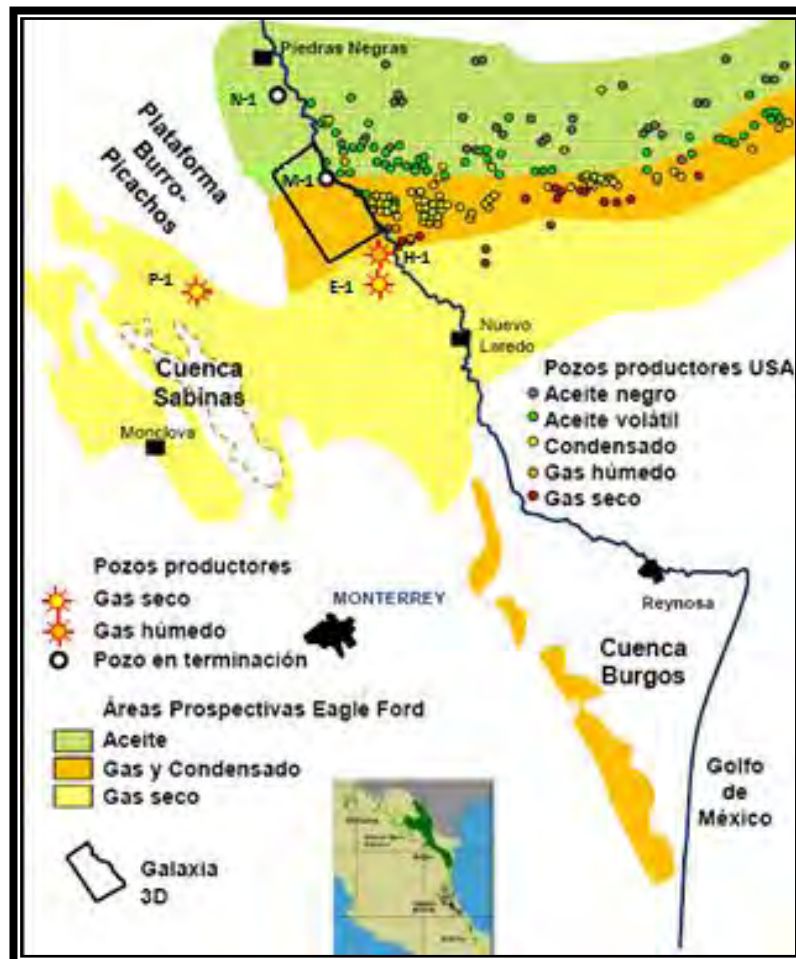 Piedras Negras
N-1
Plataforma
Burro-
Picachos
M-1
H-1
P-1
E-1
Nuevo
Laredo
Cuenca
Sabinas
Monclova
Pozos productores USA
Aceite negro
Aceite volátil
Condensado
Gas húmedo
Gas seco
Pozos productores
Gas seco
Gas húmedo
Pozo en terminación
MONTERREY
Reynosa
Cuenca
Burgos
Áreas Prospectivas Eagle Ford
Aceite
Gas y Condensado
Gas seco
Golfo
de
México
Galaxia
3D